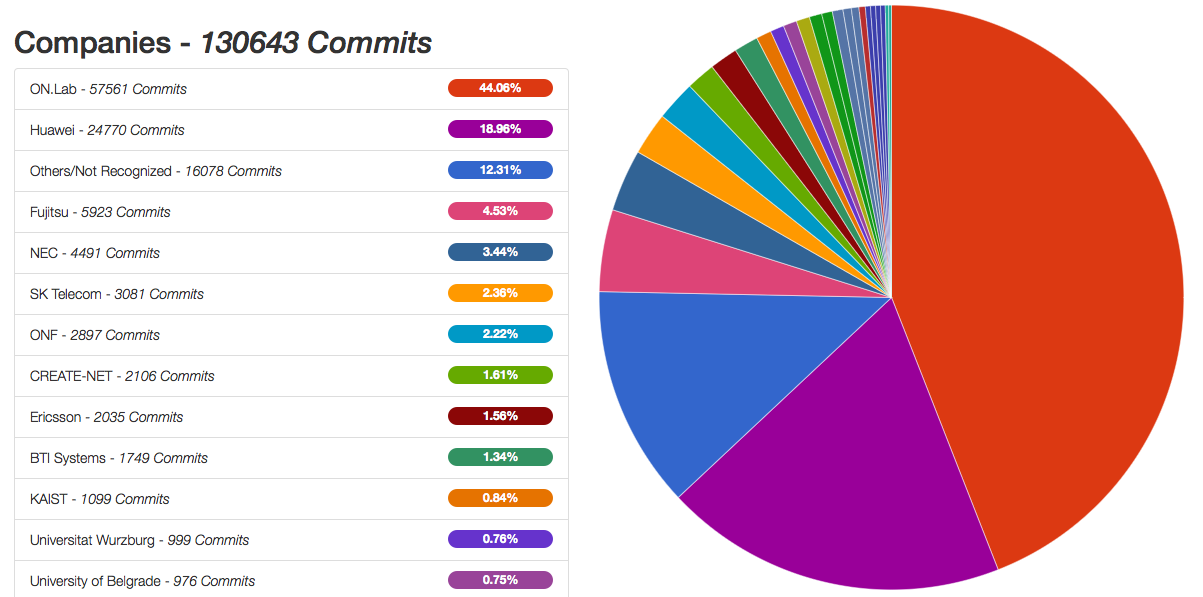 Companies - 130643 Commits
ON.Lab - 57561 Commits 44.06%
Huawei - 24770 Commits 18.96%
Others/Not Recognized - 16078 Commits 12.31%
Fujitsu - 5923 Commits 4.53%
NEC - 4491 Commits 3.44%
SK Telecom - 3081 Commits 2.36%
ONF - 2897 Commits 2.22%
CREATE-NET - 2106 Commits 1.61%
Ericsson - 2035 Commits 1.56%
BTI Systems - 1749 Commits 1.34%
KAIST - 1099 Commits 0.84%
Universitat Wurzburg - 999 Commits 0.76%
University of Belgrade - 976 Commits 0.75%